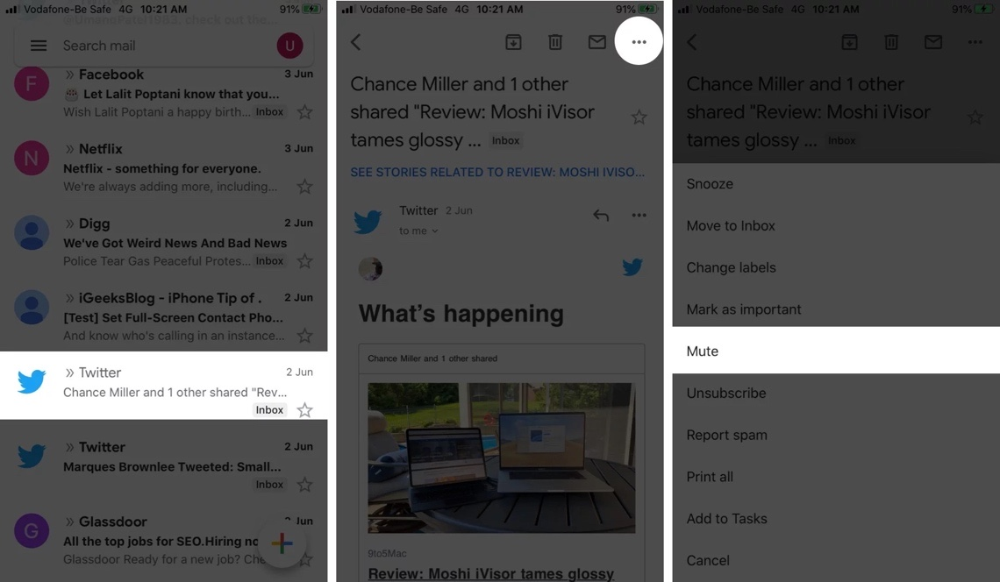 Vodafone-Be Safe 4G 10:21 AM 91%
@UmangPatel1983. check out the...
Search mail U
F » Facebook 3 Jun
🎂 Let Lalit Poptani know that you...
Wish Lalit Poptani a happy birth... Inbox
N » Netflix 3 Jun
Netflix - something for everyone.
We're always adding more, including...
» Digg 2 Jun
We've Got Weird News And Bad News
Police Tear Gas Peaceful Protes... Inbox
» iGeeksBlog - iPhone Tip of . 2 Jun
[Test] Set Full-Screen Contact Pho...
And know who's calling in an instance...
» Twitter 2 Jun
Chance Miller and 1 other shared "Rev...
Inbox
» Twitter 2 Jun
Marques Brownlee Tweeted: Small...
Inbox
G » Glassdoor 2 Jun
All the top jobs for SEO.Hiring no
Glassdoor Ready for a new job? Che
Vodafone-Be Safe 4G 10:21 AM 91%
Chance Miller and 1 other
shared "Review: Moshi iVisor
tames glossy ... Inbox
SEE STORIES RELATED TO REVIEW: MOSHI IVISO...
Twitter 2 Jun
to me
What's happening
Chance Miller and 1 other shared
9to5Mac
Review: Moshi iVisor tames glossy
Vodafone-Be Safe 4G 10:21 AM 91%
Chance Miller and 1 other
shared "Review: Moshi iVisor
tames glossy ... Inbox
Snooze
Move to Inbox
Change labels
Mark as important
Mute
Unsubscribe
Report spam
Print all
Add to Tasks
Cancel